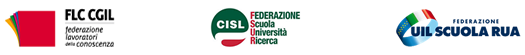 FLC CGIL
federazione
lavoratori
della conoscenza
CISL
FEDERAZIONE
Scuola
Università
Ricerca
FEDERAZIONE
UIL SCUOLA RUA